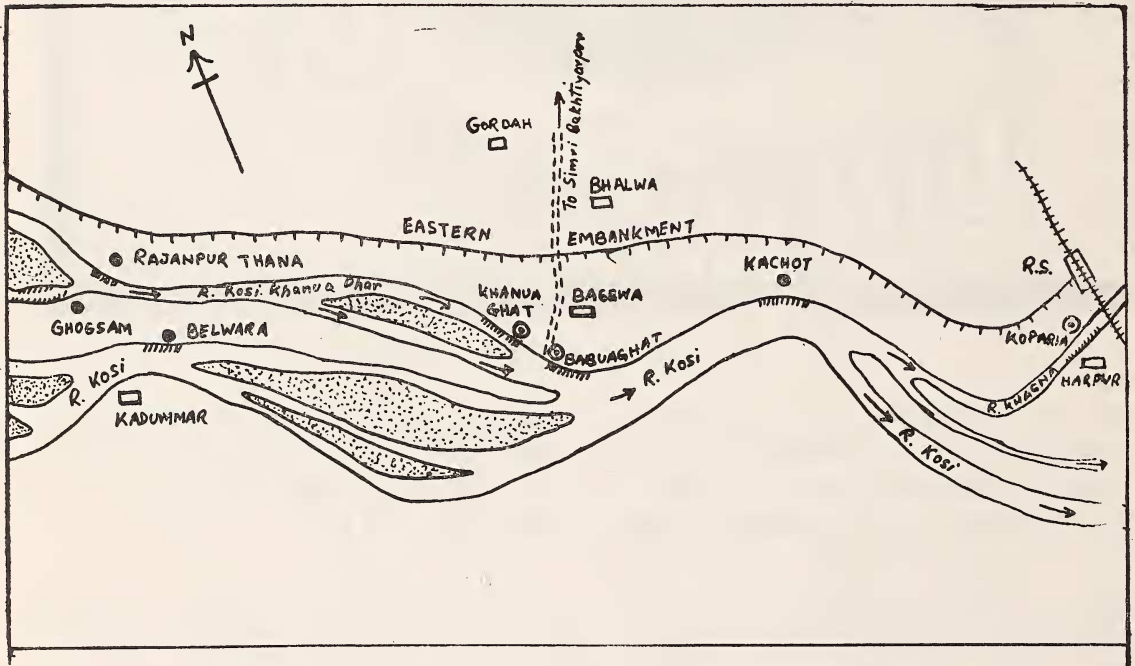 N
To Simri Bakhtiyarpur
GORDAH
BHALWA
EASTERN EMBANKMENT
KACHOT
R.S.
RAJANPUR THANA
R. Kosi Khanua Dhar
KHANUA
GHAT
BAGEWA
GHOGSAM
BELWARA
BABUAGHAT
R. KOSI
KOPARIA
R. KHAGNA
HARPUR
R. KOSI
KADUMMAR
R. KOSI